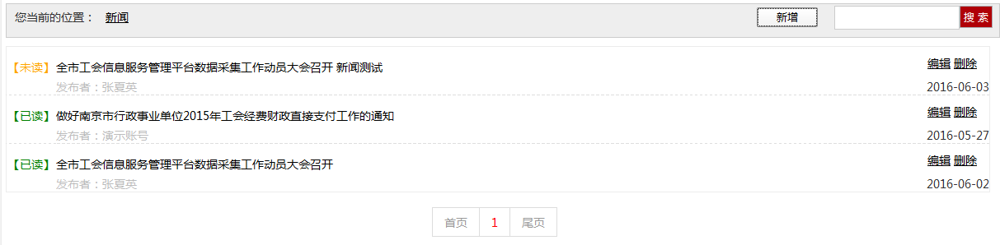 您当前的位置： 新闻 新增 搜 索
【未读】全市工会信息服务管理平台数据采集工作动员大会召开 新闻测试 编辑 删除
发布者：张夏英 2016-06-03
【已读】做好南京市行政事业单位2015年工会经费财政直接支付工作的通知 编辑 删除
发布者：演示账号 2016-05-27
【已读】全市工会信息服务管理平台数据采集工作动员大会召开 编辑 删除
发布者：张夏英 2016-06-02
首页 1 尾页